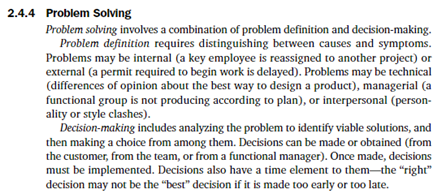 2.4.4 Problem Solving
Problem solving involves a combination of problem definition and decision-making.
Problem definition requires distinguishing between causes and symptoms.
Problems may be internal (a key employee is reassigned to another project) or
external (a permit required to begin work is delayed). Problems may be technical
(differences of opinion about the best way to design a product), managerial (a
functional group is not producing according to plan), or interpersonal (person-
ality or style clashes).
Decision-making includes analyzing the problem to identify viable solutions, and
then making a choice from among them. Decisions can be made or obtained (from
the customer, from the team, or from a functional manager). Once made, decisions
must be implemented. Decisions also have a time element to them—the “right”
decision may not be the “best” decision if it is made too early or too late.